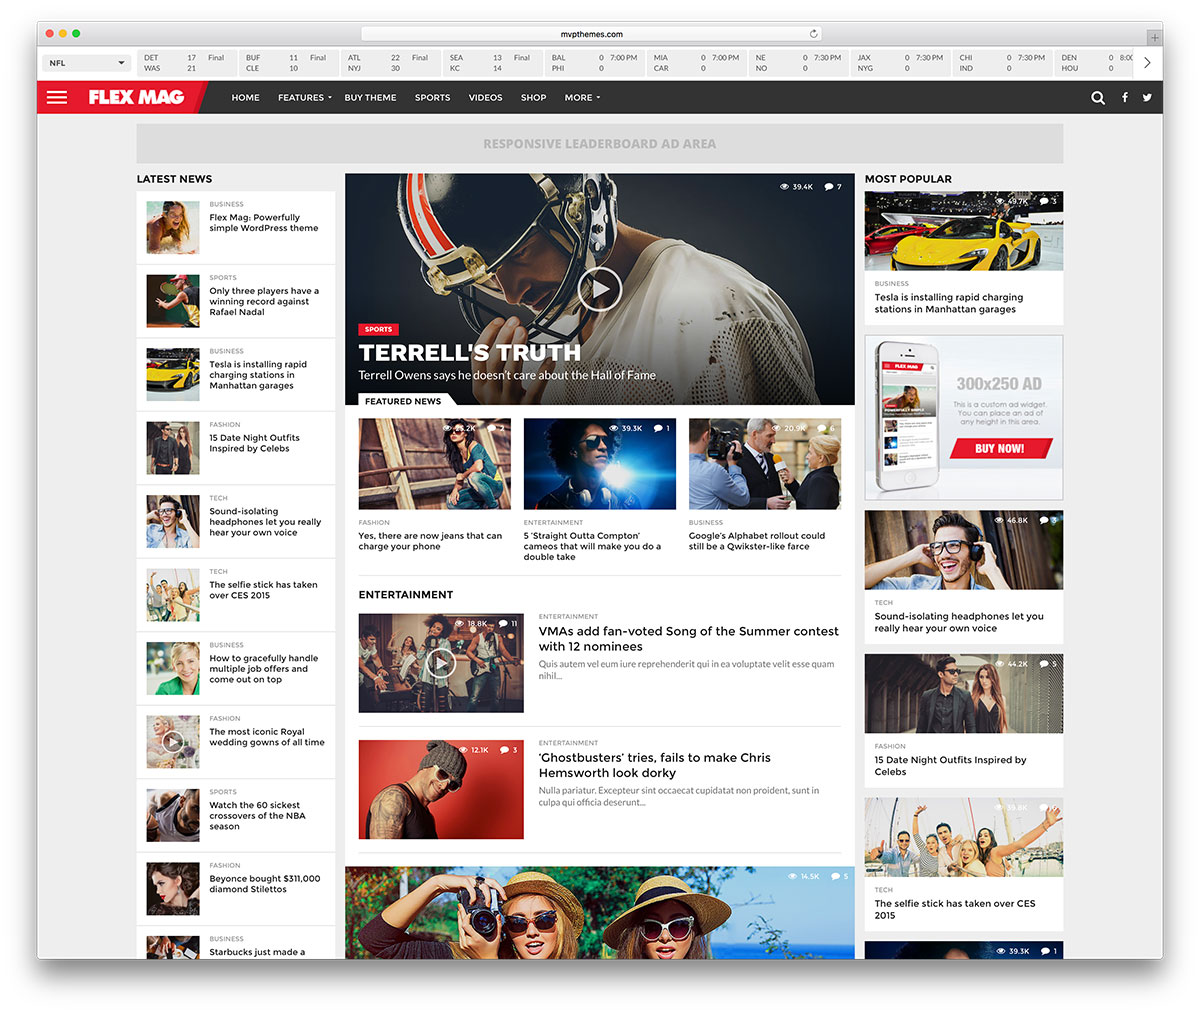 mvpthemes.com
NFL
DET 17 Final
WAS 21
BUF 11 Final
CLE 10
ATL 22 Final
NYJ 30
SEA 13 Final
KC 14
BAL 0 7:00 PM
PHI 0
MIA 0 7:00 PM
CAR 0
NE 0 7:30 PM
NO 0
JAX 0 7:30 PM
NYG 0
CHI 0 7:30 PM
IND 0
DEN 0 8:00
HOU 0
FLEX MAG
HOME FEATURES BUY THEME SPORTS VIDEOS SHOP MORE
RESPONSIVE LEADERBOARD AD AREA
LATEST NEWS
BUSINESS
Flex Mag: Powerfully
simple WordPress theme
SPORTS
Only three players have a
winning record against
Rafael Nadal
BUSINESS
Tesla is installing rapid
charging stations in
Manhattan garages
FASHION
15 Date Night Outfits
Inspired by Celebs
TECH
Sound-isolating
headphones let you really
hear your own voice
TECH
The selfie stick has taken
over CES 2015
BUSINESS
How to gracefully handle
multiple job offers and
come out on top
FASHION
The most iconic Royal
wedding gowns of all time
SPORTS
Watch the 60 sickest
crossovers of the NBA
season
FASHION
Beyonce bought $311,000
diamond Stilettos
BUSINESS
Starbucks just made a
39.4K 7
SPORTS
TERRELL'S TRUTH
Terrell Owens says he doesn't care about the Hall of Fame
FEATURED NEWS
2
FASHION
Yes, there are now jeans that can
charge your phone
39.3K 1
ENTERTAINMENT
5 'Straight Outta Compton'
cameos that will make you do a
double take
20.9K 6
BUSINESS
Google's Alphabet rollout could
still be a Qwikster-like farce
ENTERTAINMENT
18.8K 11
ENTERTAINMENT
VMAs add fan-voted Song of the Summer contest
with 12 nominees
Quis autem vel eum iure reprehenderit qui in ea voluptate velit esse quam
nihil...
12.1K 3
ENTERTAINMENT
'Ghostbusters' tries, fails to make Chris
Hemsworth look dorky
Nulla pariatur. Excepteur sint occaecat cupidatat non proident, sunt in
culpa qui officia deserunt...
14.5K 5
MOST POPULAR
49.7K 3
BUSINESS
Tesla is installing rapid charging
stations in Manhattan garages
FLEX MAG
300x250 AD
This is a custom ad widget.
You can place an ad of
any height in this area.
BUY NOW!
46.8K 3
TECH
Sound-isolating headphones let you
really hear your own voice
44.2K 5
FASHION
15 Date Night Outfits Inspired by
Celebs
39.8K
TECH
The selfie stick has taken over CES
2015
39.3K 1